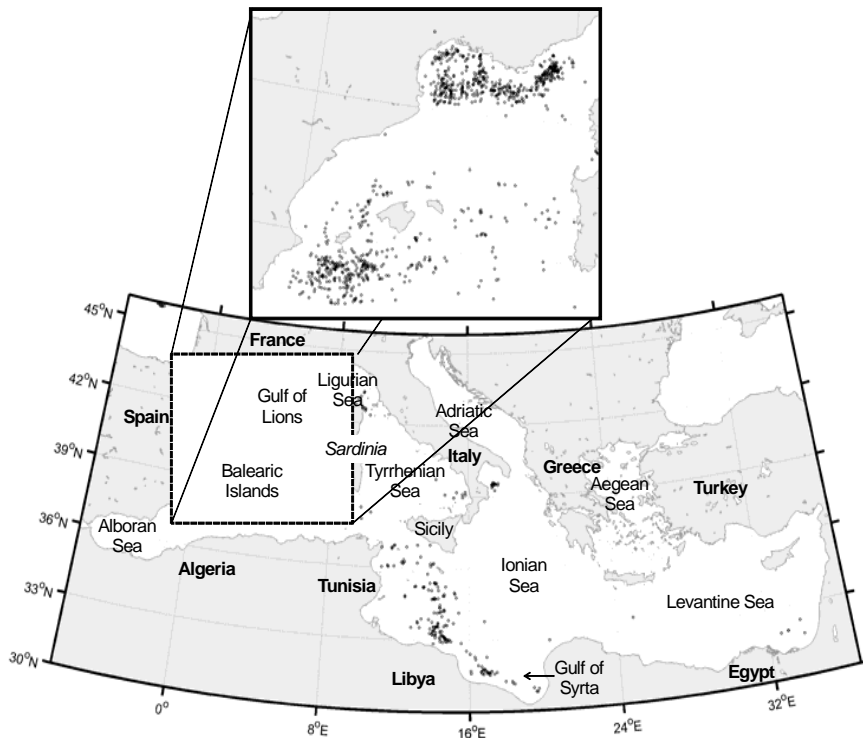 45°N
42°N
39°N
36°N
33°N
30°N
France
Ligurian
Sea
Gulf of
Lions
Spain
Adriatic
Sea
Sardinia
Italy
Balearic
Islands
Tyrrhenian
Sea
Greece
Aegean
Sea
Turkey
Alboran
Sea
Sicily
Algeria
Tunisia
Ionian
Sea
Levantine Sea
Libya
Gulf of
Syrta
Egypt
0°
8°E
16°E
24°E
32°E